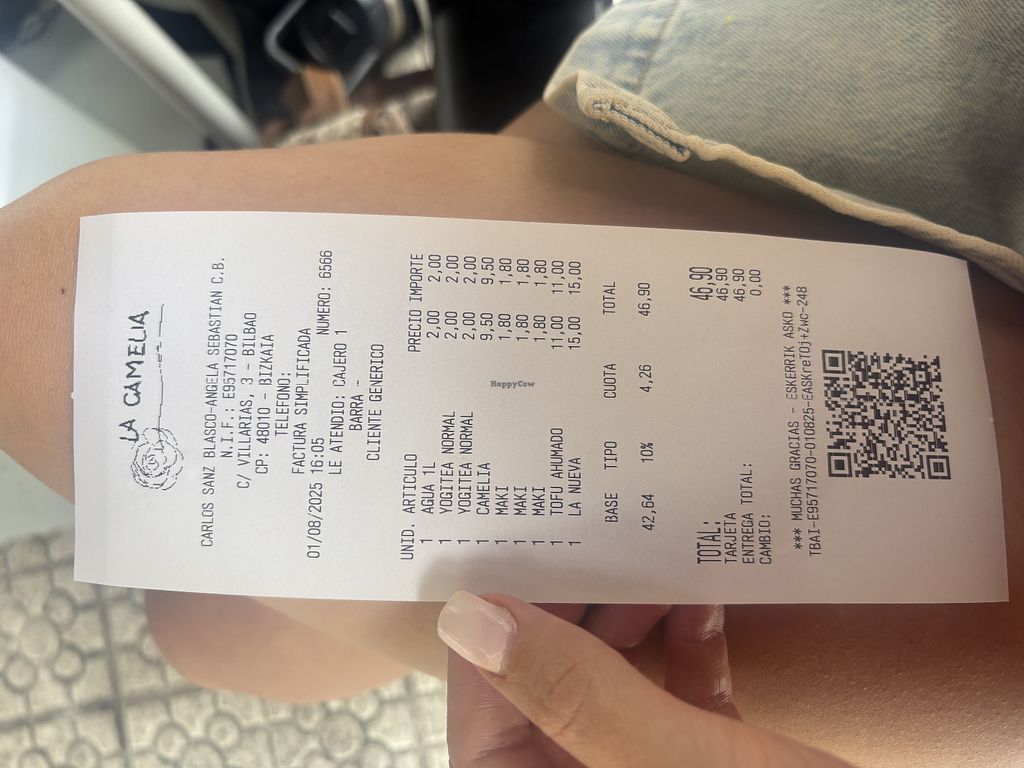 LA CAMELIA
CARLOS SANZ BLASCO-ANGELA SEBASTIAN C.B.
N.I.F.: E95717070
C/ VILLARIAS, 3 - BILBAO
CP: 48010 - BIZKAIA
TELEFONO:
FACTURA SIMPLIFICADA
01/08/2025 16:05 NUMERO: 6566
LE ATENDIO: CAJERO 1
BARRA -
CLIENTE GENERICO
UNID. ARTICULO PRECIO IMPORTE
1 AGUA 1L 2,00 2,00
1 YOGITEA NORMAL 2,00 2,00
1 YOGITEA NORMAL 2,00 2,00
1 CAMELIA 9,50 9,50
1 MAKI 1,80 1,80
1 MAKI 1,80 1,80
1 MAKI 1,80 1,80
1 TOFU AHUMADO 11,00 11,00
1 LA NUEVA 15,00 15,00
BASE TIPO CUOTA TOTAL
42,64 10% 4,26 46,90
TOTAL: 46,90
TARJETA 46,90
ENTREGA TOTAL: 46,90
CAMBIO: 0,00
*** MUCHAS GRACIAS - ESKERRIK ASKO ***
TBAI-E95717070-010825-EASKreTOj+Zwc-248
HappyCow